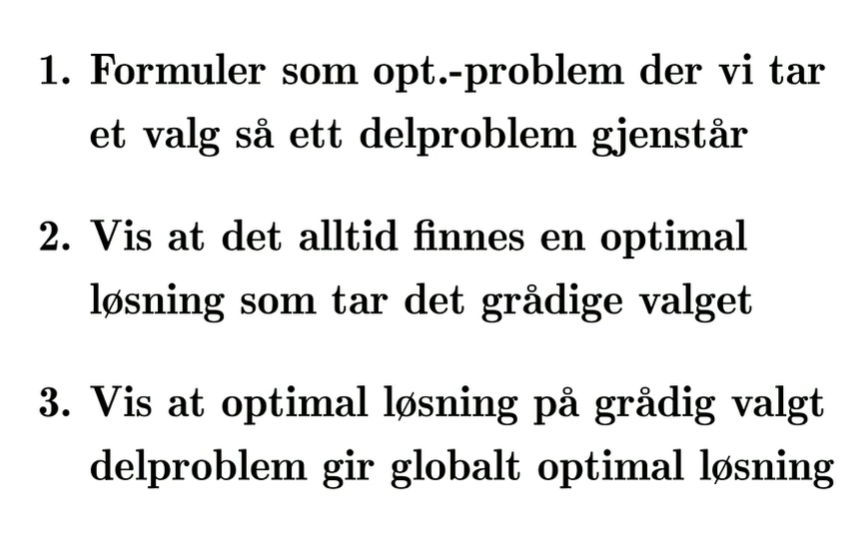 1. Formuler som opt.-problem der vi tar
et valg så ett delproblem gjenstår
2. Vis at det alltid finnes en optimal
løsning som tar det grådige valget
3. Vis at optimal løsning på grådig valgt
delproblem gir globalt optimal løsning